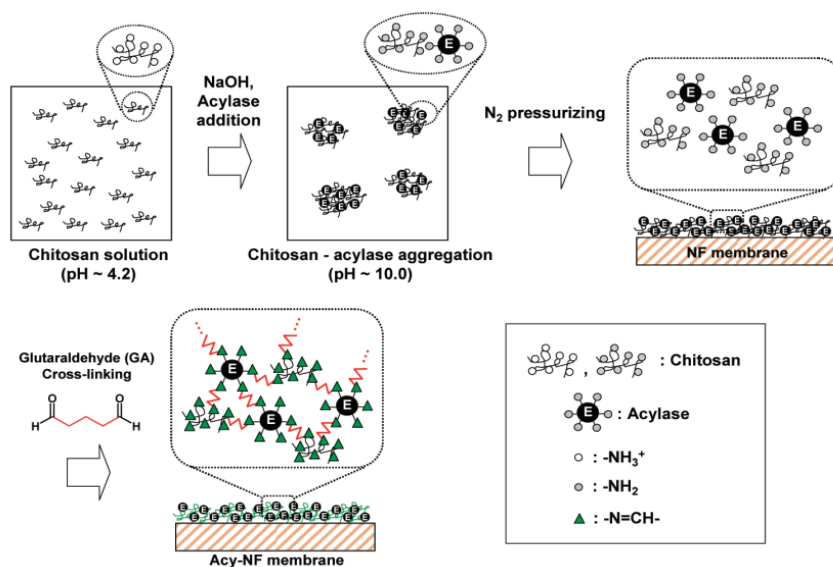 NaOH,
Acylase
addition
E
N2 pressurizing
E
E
E
Chitosan solution
(pH ~ 4.2)
Chitosan - acylase aggregation
(pH ~ 10.0)
NF membrane
Glutaraldehyde (GA)
Cross-linking
O O
H H
E
E
E
Acy-NF membrane
, : Chitosan
E : Acylase
: -NH3+
: -NH2
: -N=CH-